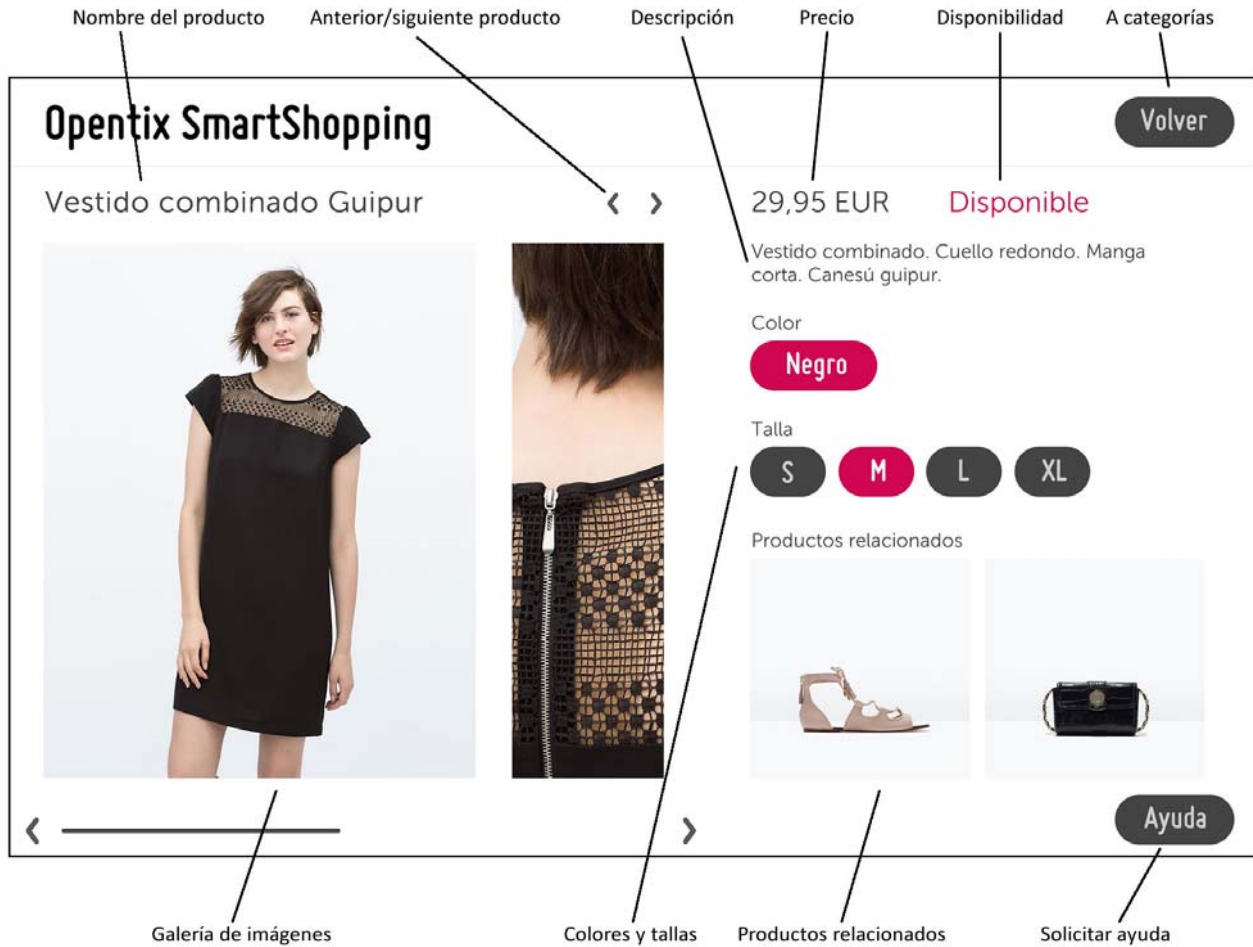 Nombre del producto
Anterior/siguiente producto
Descripción
Precio
Disponibilidad
A categorías
Opentix SmartShopping
Volver
Vestido combinado Guipur
29,95 EUR
Disponible
Vestido combinado. Cuello redondo. Manga
corta. Canesú guipur.
Color
Negro
Talla
S
M
L
XL
Productos relacionados
Ayuda
Galería de imágenes
Colores y tallas
Productos relacionados
Solicitar ayuda